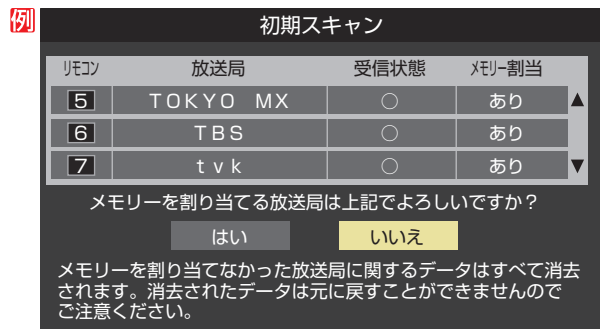 例
初期スキャン
リモコン 放送局 受信状態 メモリー割当
5 TOKYO MX ○ あり ▲
6 TBS ○ あり
7 tvk ○ あり ▼
メモリーを割り当てる放送局は上記でよろしいですか？
はい いいえ
メモリーを割り当てなかった放送局に関するデータはすべて消去
されます。消去されたデータは元に戻すことができませんので
ご注意ください。